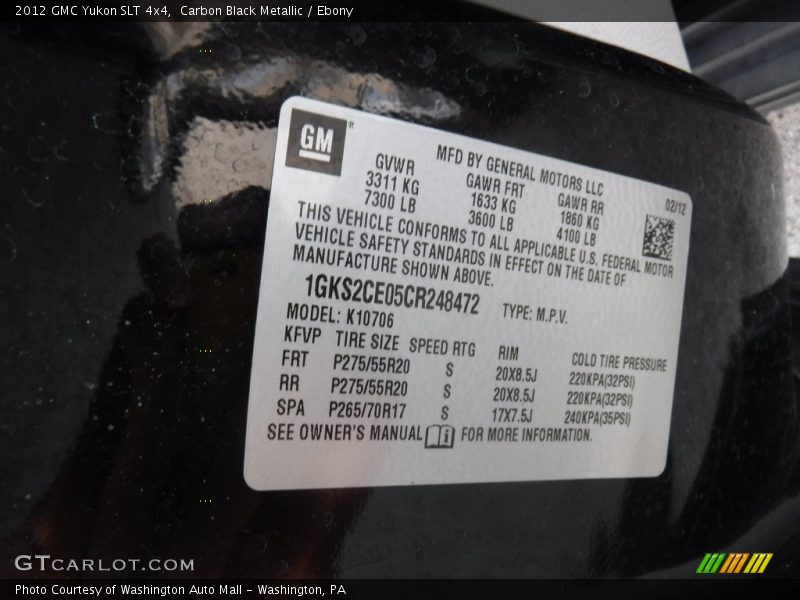 2012 GMC Yukon SLT 4x4, Carbon Black Metallic / Ebony
GM®
MFD BY GENERAL MOTORS LLC
02/12
GVWR GAWR FRT GAWR RR
3311 KG 1633 KG 1860 KG
7300 LB 3600 LB 4100 LB
THIS VEHICLE CONFORMS TO ALL APPLICABLE U.S. FEDERAL MOTOR
VEHICLE SAFETY STANDARDS IN EFFECT ON THE DATE OF
MANUFACTURE SHOWN ABOVE.
1GKS2CE05CR248472 TYPE: M.P.V.
MODEL: K10706
KFVP TIRE SIZE SPEED RTG RIM COLD TIRE PRESSURE
FRT P275/55R20 S 20X8.5J 220KPA(32PSI)
RR P275/55R20 S 20X8.5J 220KPA(32PSI)
SPA P265/70R17 S 17X7.5J 240KPA(35PSI)
SEE OWNER'S MANUAL FOR MORE INFORMATION.
GTCARLOT.COM
Photo Courtesy of Washington Auto Mall - Washington, PA